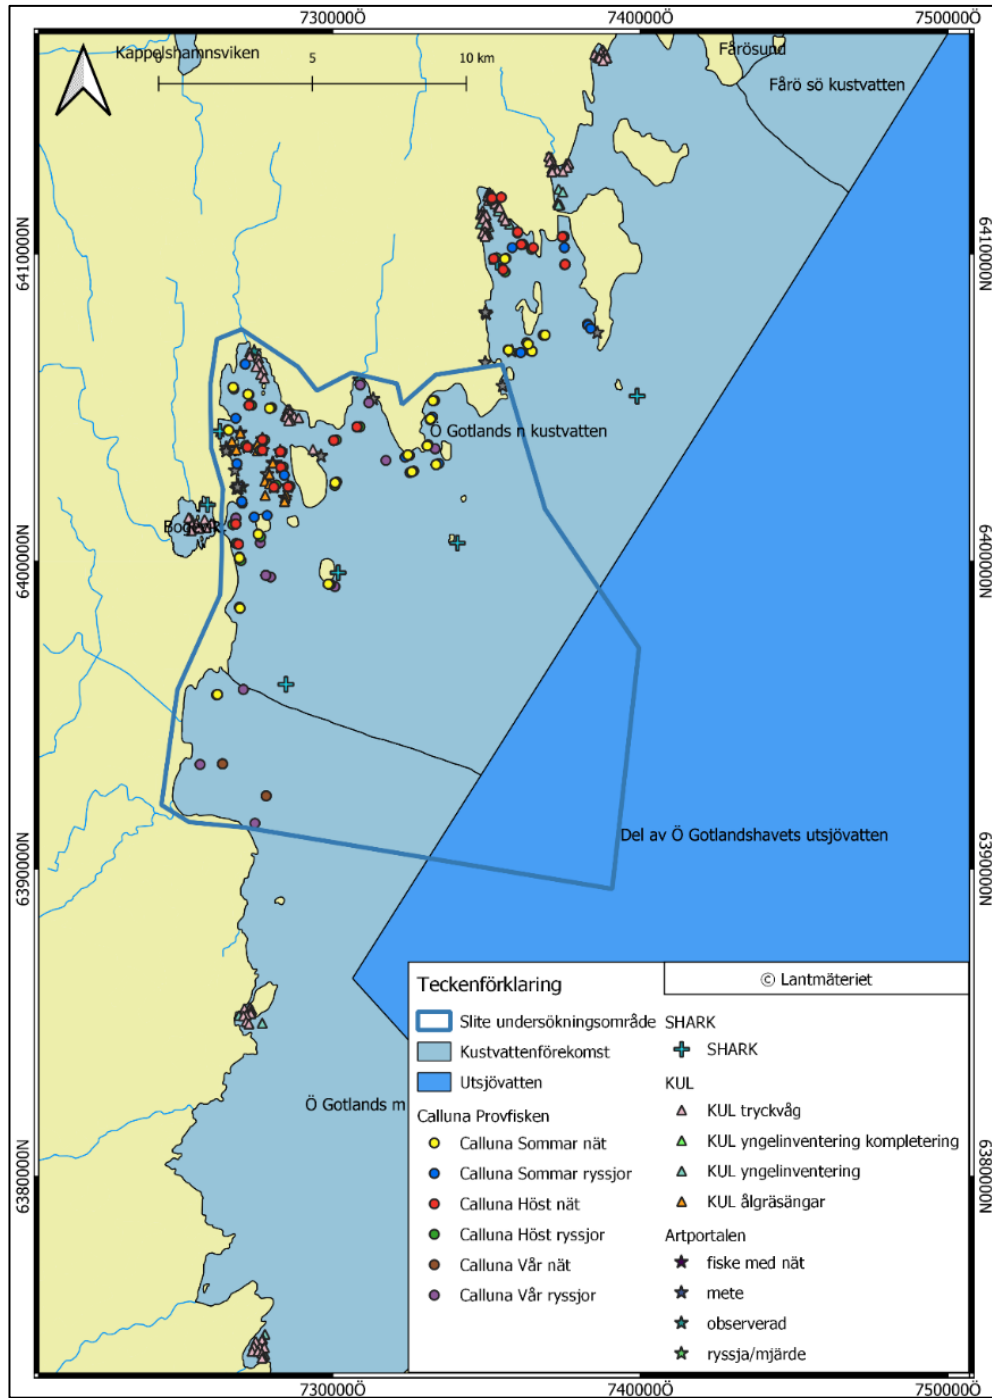 730000Ö 740000Ö 750000Ö
Kappelshamnsviken
Fårösund
0 5 10 km
Fårö sö kustvatten
6410000N 6410000N
Ö Gotlands n kustvatten
6400000N 6400000N
Del av Ö Gotlandshavets utsjövatten
6390000N 6390000N
Ö Gotlands m
6380000N 6380000N
Teckenförklaring
Slite undersökningsområde
Kustvattenförekomst
Utsjövatten
Calluna Provfisken
Calluna Sommar nät
Calluna Sommar ryssjor
Calluna Höst nät
Calluna Höst ryssjor
Calluna Vår nät
Calluna Vår ryssjor
© Lantmäteriet
SHARK
SHARK
KUL
KUL tryckvåg
KUL yngelinventering kompletering
KUL yngelinventering
KUL ålgräsängar
Artportalen
fiske med nät
mete
observerad
ryssja/mjärde
730000Ö 740000Ö 750000Ö